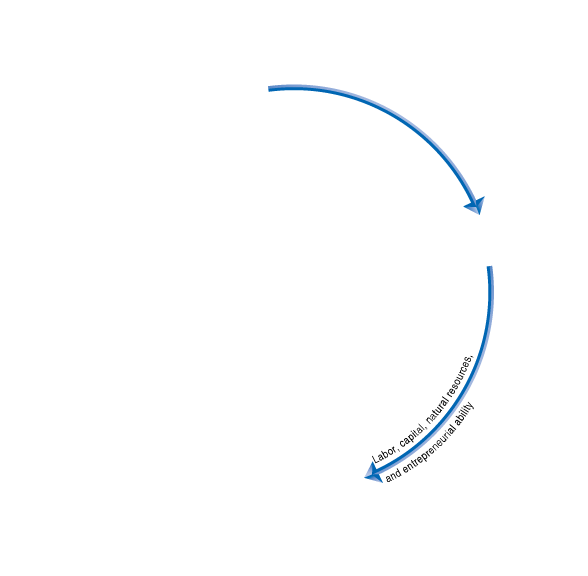 Labor, capital, natural resources,
and entrepreneurial ability